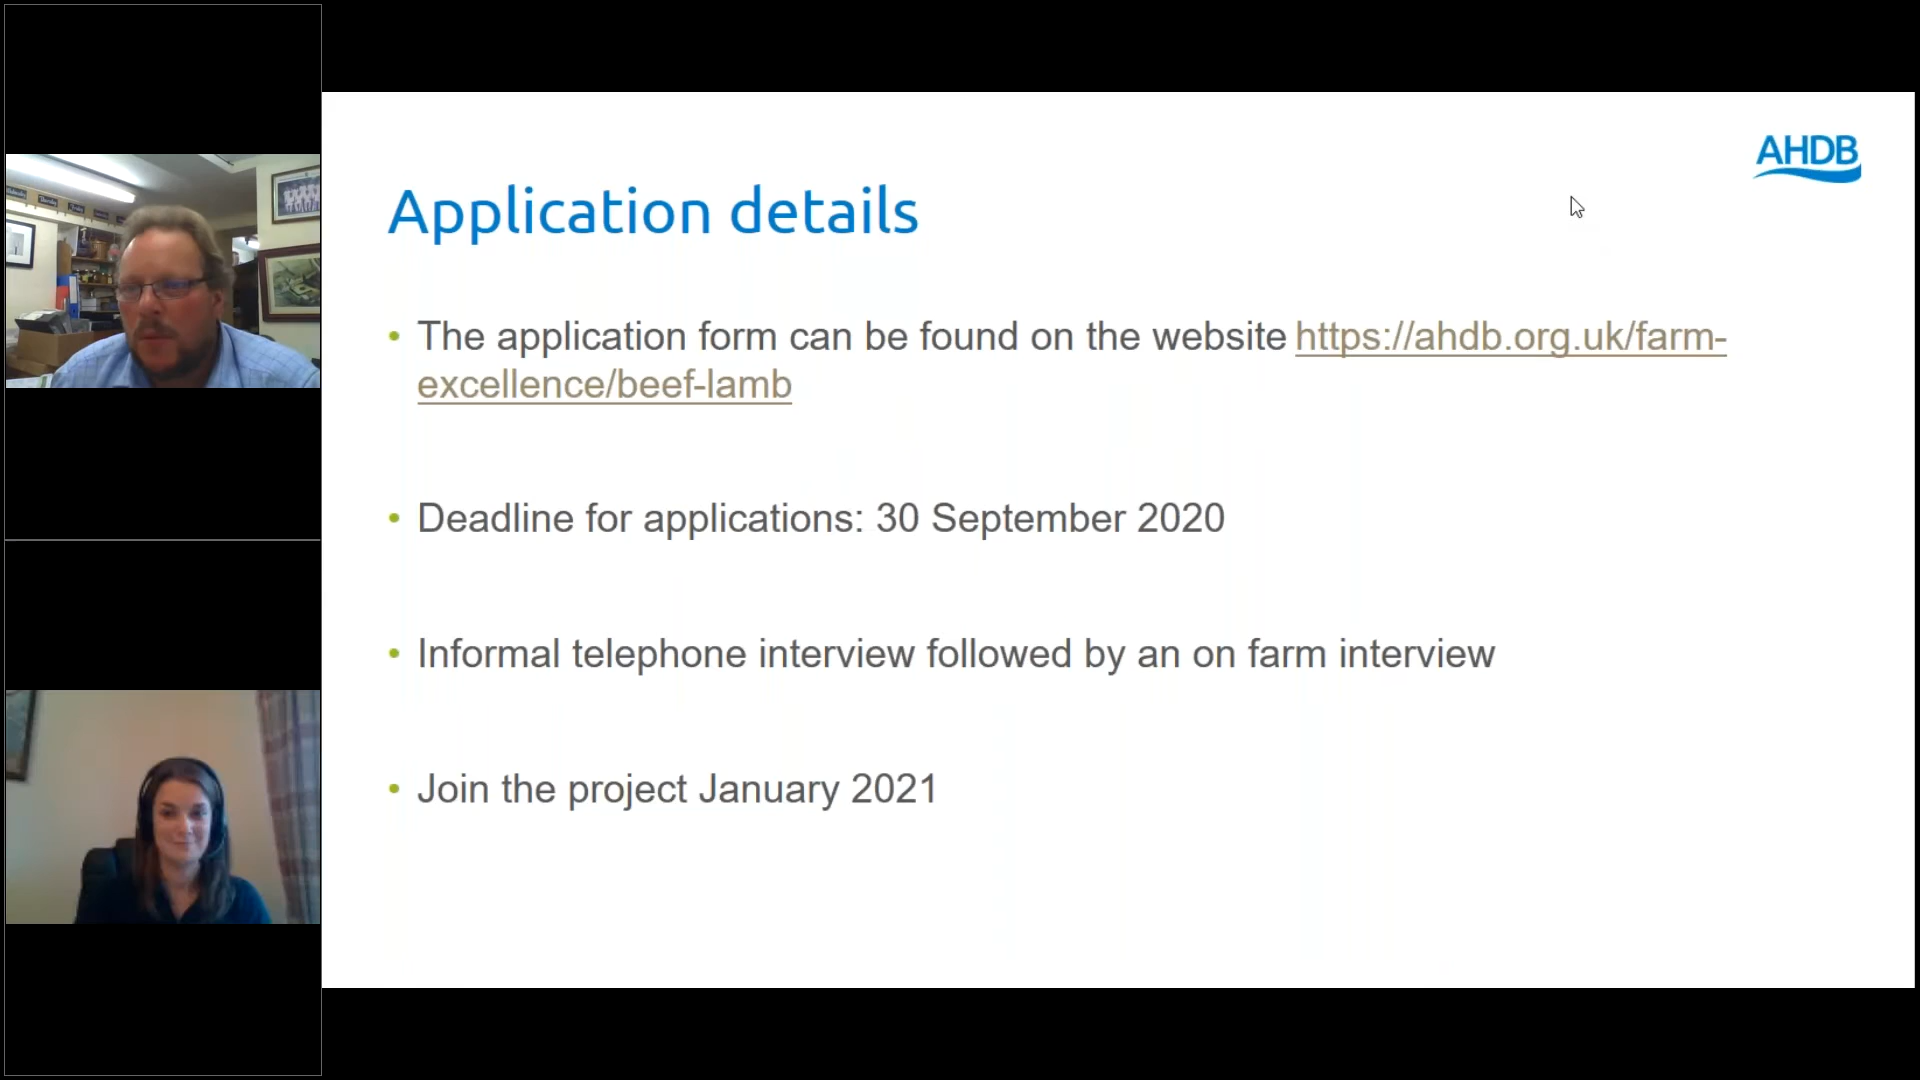 AHDB
Application details
• The application form can be found on the website https://ahdb.org.uk/farm-
excellence/beef-lamb
• Deadline for applications: 30 September 2020
• Informal telephone interview followed by an on farm interview
• Join the project January 2021